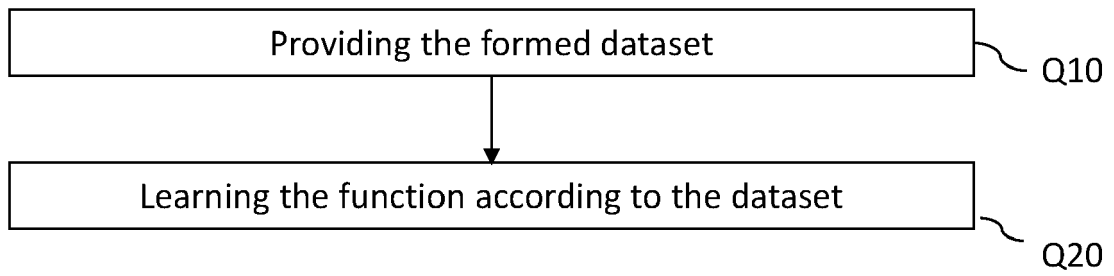 Providing the formed dataset
Q10
Learning the function according to the dataset
Q20